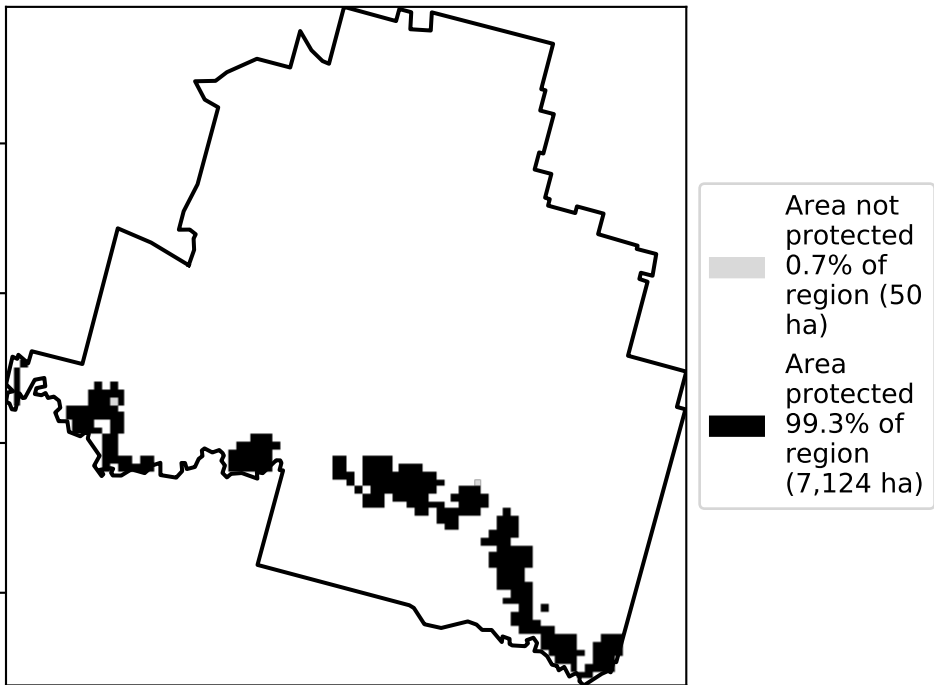 Area not
protected
0.7% of
region (50
ha)
Area
protected
99.3% of
region
(7,124 ha)